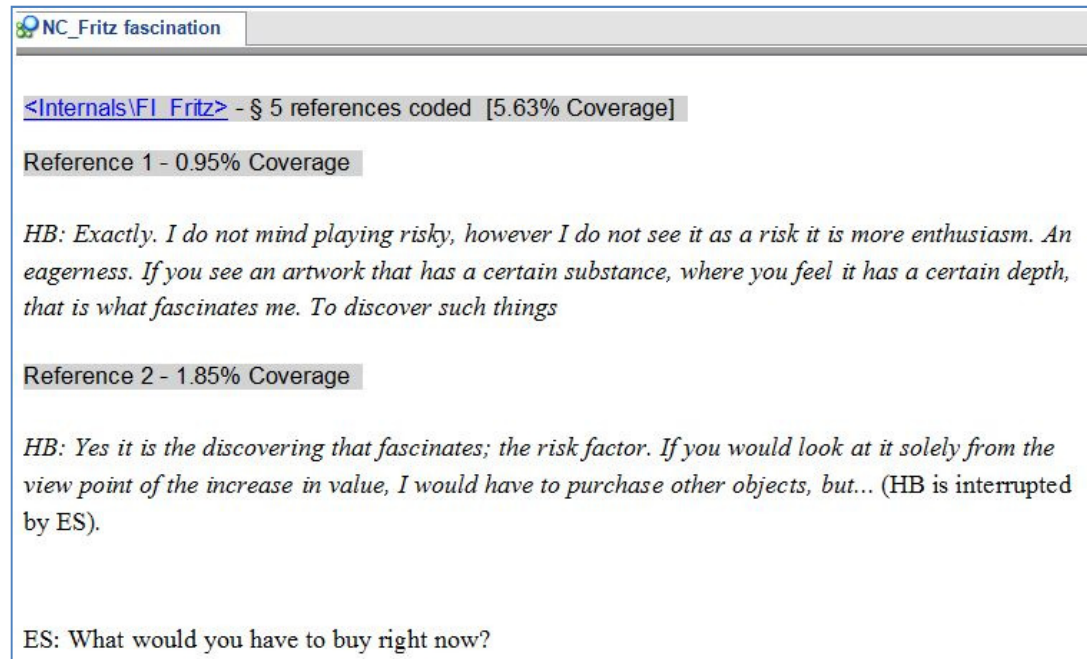 NC_Fritz fascination
<Internals\FI_Fritz> - § 5 references coded [5.63% Coverage]
Reference 1 - 0.95% Coverage
HB: Exactly. I do not mind playing risky, however I do not see it as a risk it is more enthusiasm. An
eagerness. If you see an artwork that has a certain substance, where you feel it has a certain depth,
that is what fascinates me. To discover such things
Reference 2 - 1.85% Coverage
HB: Yes it is the discovering that fascinates; the risk factor. If you would look at it solely from the
view point of the increase in value, I would have to purchase other objects, but... (HB is interrupted
by ES).
ES: What would you have to buy right now?